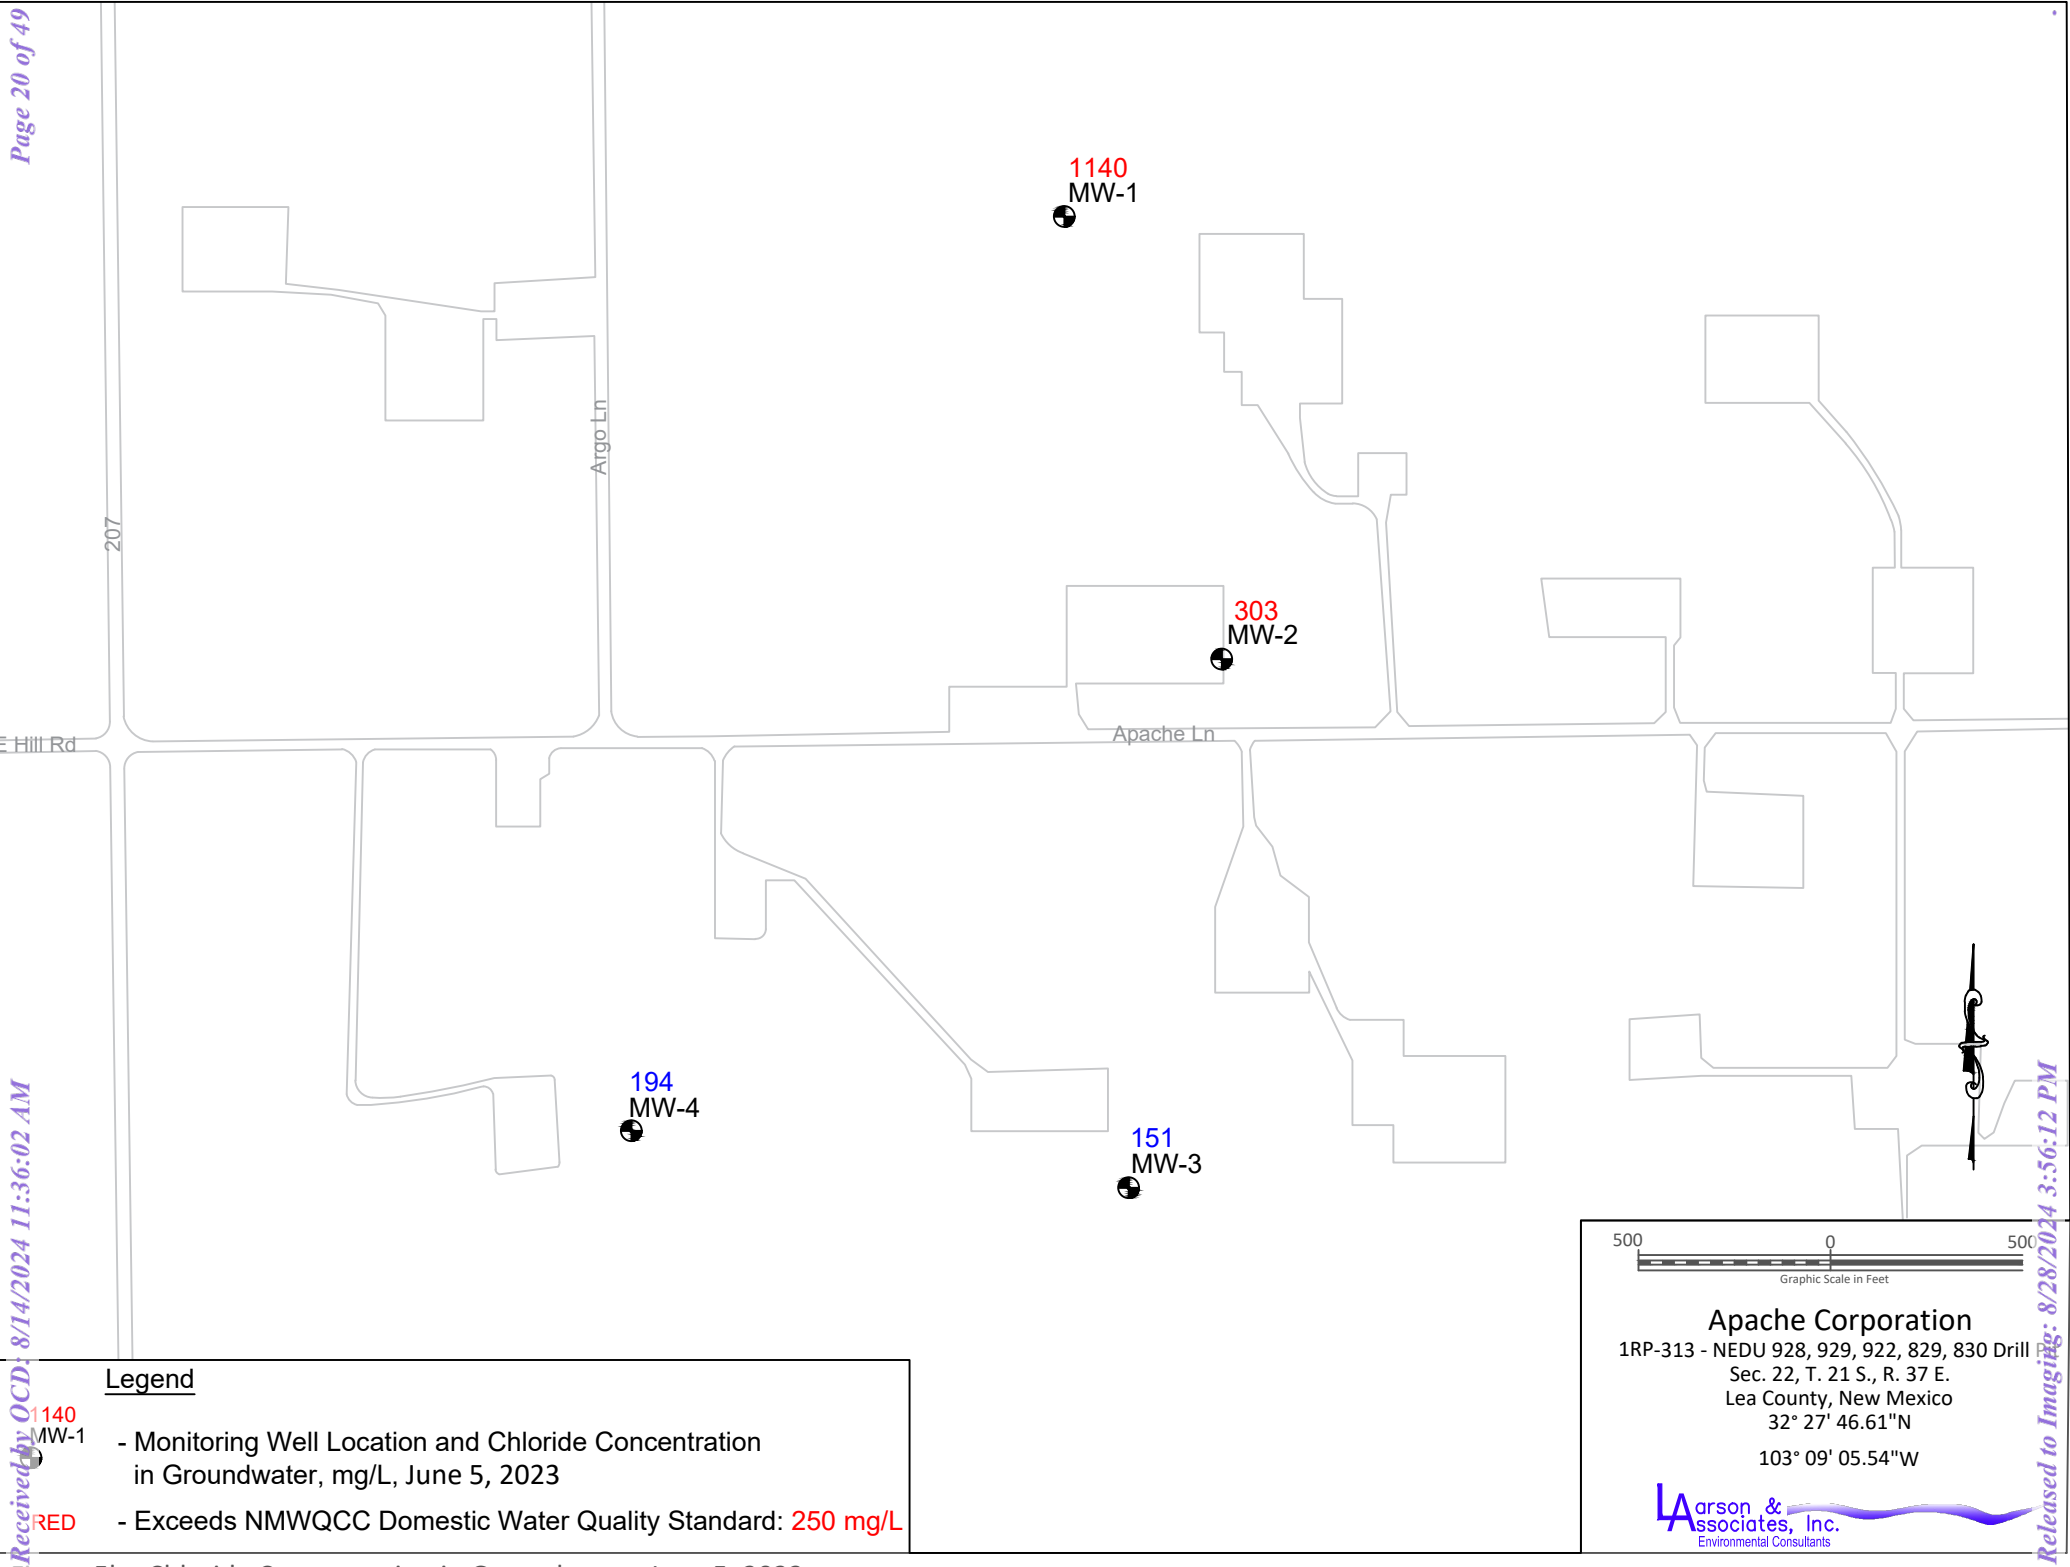 Page 20 of 49
1140
MW-1
Argo Ln
207
303
MW-2
E Hill Rd
Apache Ln
194
MW-4
151
MW-3
Received by OCD: 8/14/2024 11:36:02 AM
Released to Imaging: 8/28/2024 3:56:12 PM
500 0 500
Graphic Scale in Feet
Apache Corporation
1RP-313 - NEDU 928, 929, 922, 829, 830 Drill
Sec. 22, T. 21 S., R. 37 E.
Lea County, New Mexico
32° 27' 46.61"N
103° 09' 05.54"W
Larson &
Associates, Inc.
Environmental Consultants
Legend
1140
MW-1
- Monitoring Well Location and Chloride Concentration
in Groundwater, mg/L, June 5, 2023
RED - Exceeds NMWQCC Domestic Water Quality Standard: 250 mg/L